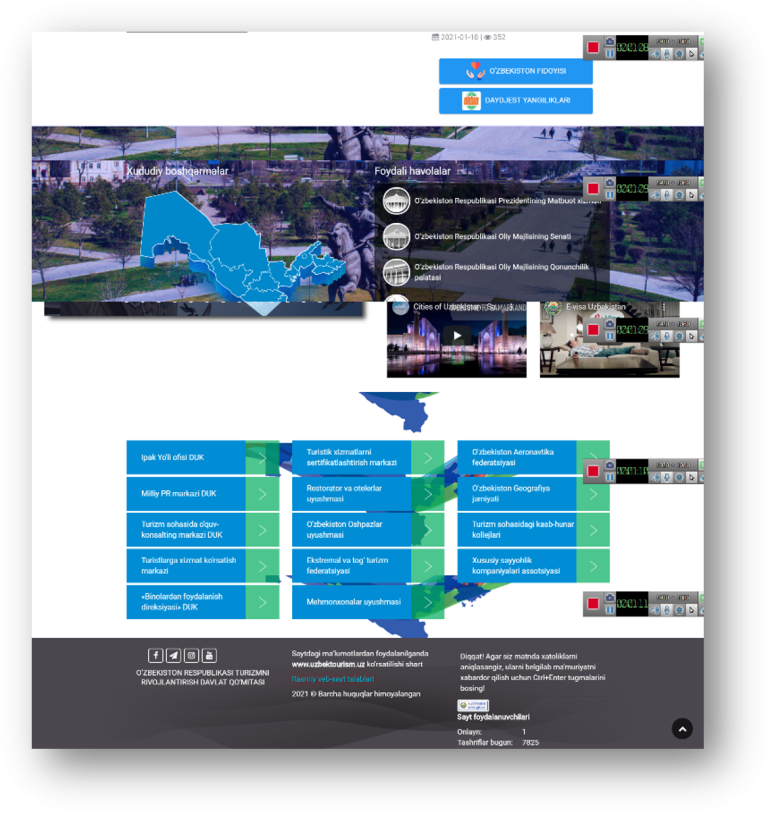 2021-01-18 | 352
O'ZBEKISTON FIDOYISI
DAYDJEST YANGILIKLARI
Xududiy boshqarmalar
Foydali havolalar
O'zbekiston Respublikasi Prezidentining Matbuot xizmati
O'zbekiston Respublikasi Oliy Majlisining Senati
O'zbekiston Respublikasi Oliy Majlisining Qonunchilik
palatasi
Cities of Uzbekistan
SAMARKAND
E-visa Uzbekistan
Ipak Yo'li ofisi DUK
Turistik xizmatlarni
sertifikatlashtirish markazi
O'zbekiston Aeronavtika
federatsiyasi
Milliy PR markazi DUK
Restorator va otelerlar
uyushmasi
O'zbekiston Geografiya
jamiyati
Turizm sohasida o'quv-
konsalting markazi DUK
O'zbekiston Oshpazlar
uyushmasi
Turizm sohasidagi kasb-hunar
kollejlari
Turistlarga xizmat ko'rsatish
markazi
Ekstremal va tog' turizm
federatsiyasi
Xususiy sayyohlik
kompaniyalari assotsiyasi
«Binolardan foydalanish
direksiyasi» DUK
Mehmonxonalar uyushmasi
O'ZBEKISTON RESPUBLIKASI TURIZMNI
RIVOJLANTIRISH DAVLAT QO'MITASI
Saytdagi ma'lumotlardan foydalanilganda
www.uzbektourism.uz ko'rsatilishi shart
Rasmiy veb-sayt talablari
2021 © Barcha huquqlar himoyalangan
Diqqat! Agar siz matnda xatoliklarni
aniqlasangiz, ularni belgilab ma'muriyatni
xabardor qilish uchun Ctrl+Enter tugmalarini
bosing!
Sayt foydalanuvchilari
Onlayn: 1
Tashriflar bugun: 7825